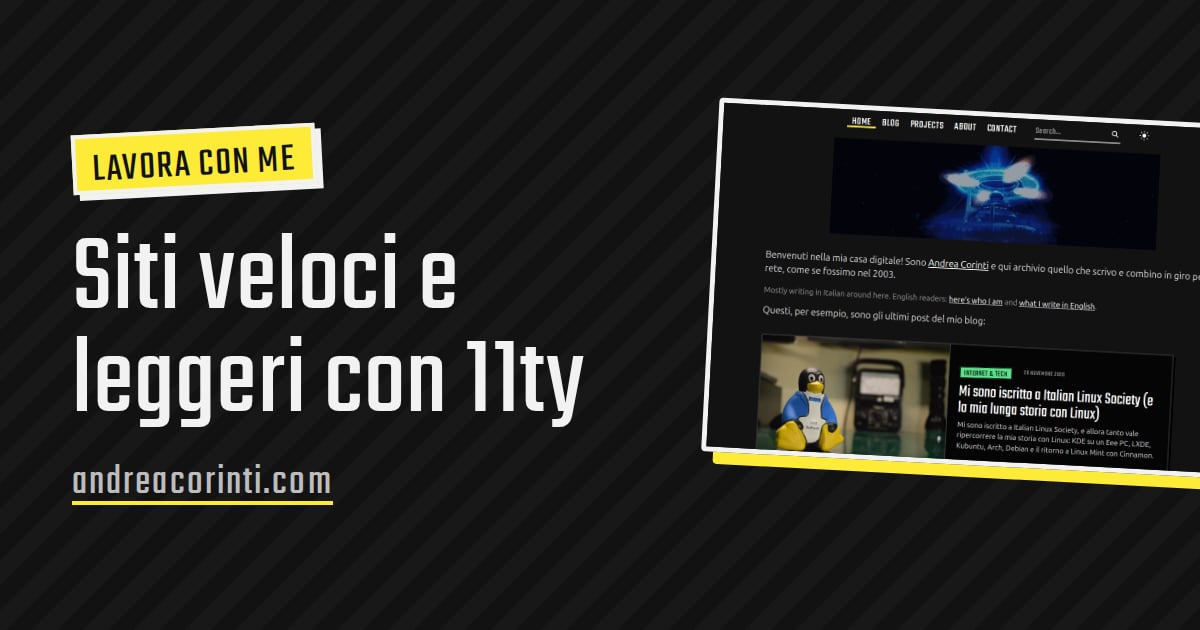 LAVORA CON ME
Siti veloci e
leggeri con 11ty
andreacorinti.com
HOME BLOG PROJECTS ABOUT CONTACT Search...
Benvenuti nella mia casa digitale! Sono Andrea Corinti e qui archivio quello che scrivo e combino in giro
rete, come se fossimo nel 2003.
Mostly writing in Italian around here. English readers: here's who I am and what I write in English.
Questi, per esempio, sono gli ultimi post del mio blog:
INTERNET & TECH
Mi sono iscritto a Italian Linux Society (e
la mia lunga storia con Linux)
Mi sono iscritto a Italian Linux Society, e allora tanto vale
ripercorrere la mia storia con Linux: KDE su un Eee PC, LXDE,
Kubuntu, Arch, Debian e il ritorno a Linux Mint con Cinnamon.